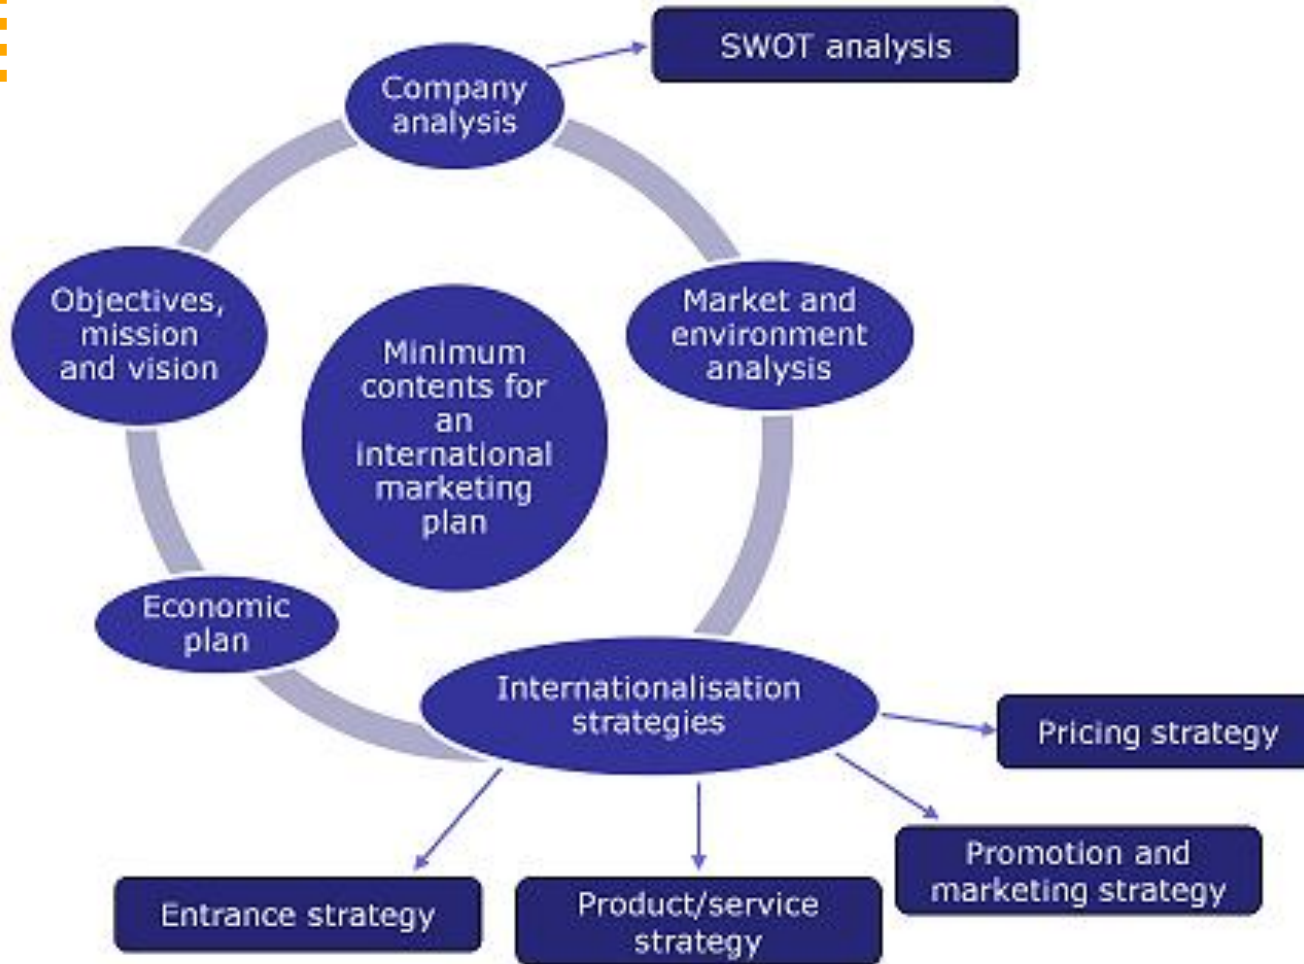 SWOT analysis
Company
analysis
Objectives,
mission
and vision
Market and
environment
analysis
Minimum
contents for
an
international
marketing
plan
Economic
plan
Internationalisation
strategies
Pricing strategy
Promotion and
marketing strategy
Entrance strategy
Product/service
strategy